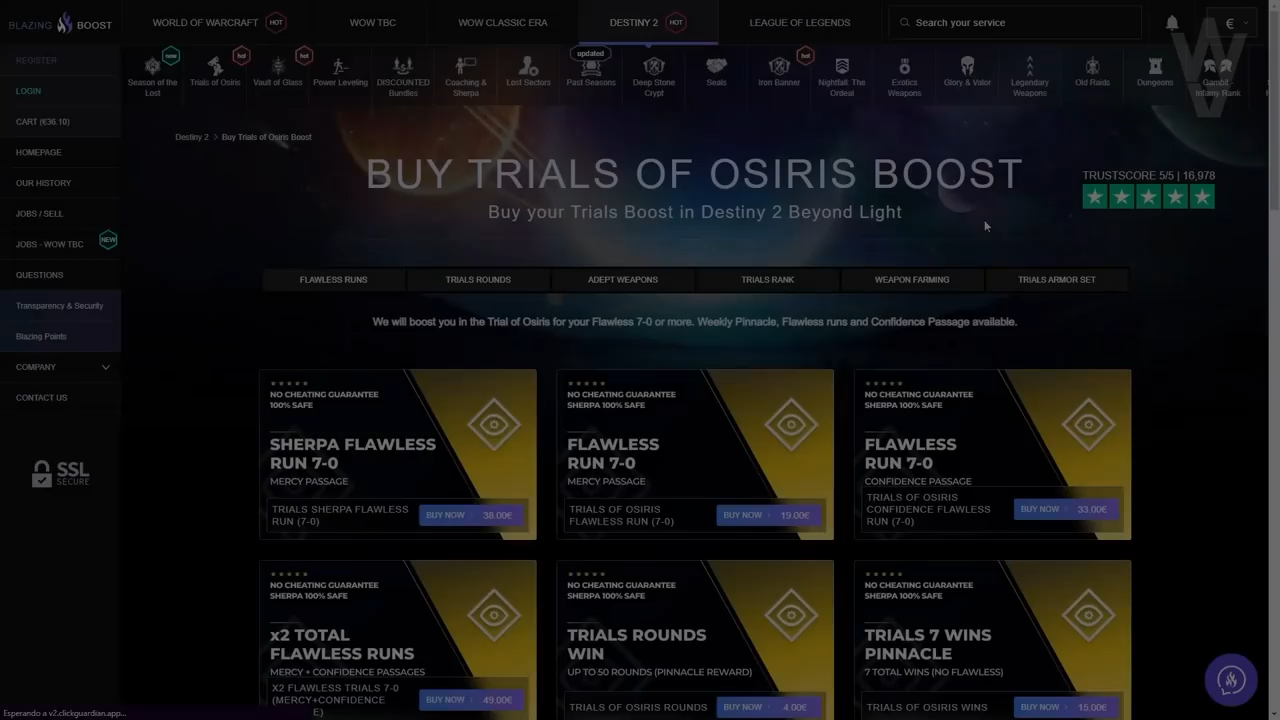 BLAZING BOOST
WORLD OF WARCRAFT HOT
WOW TBC
WOW CLASSIC ERA
DESTINY 2 HOT
LEAGUE OF LEGENDS
Search your service
€
REGISTER
LOGIN
CART (€36.10)
HOMEPAGE
OUR HISTORY
JOBS / SELL
JOBS - WOW TBC NEW
QUESTIONS
Transparency & Security
Blazing Points
COMPANY
CONTACT US
SSL
SECURE
new
Season of the
Lost
hot
Trials of Osiris
hot
Vault of Glass
Power Leveling
DISCOUNTED
Bundles
Coaching &
Sherpa
Lost Sectors
updated
Past Seasons
Deep Stone
Crypt
Seals
hot
Iron Banner
Nightfall: The
Ordeal
Exotics
Weapons
Glory & Valor
Legendary
Weapons
Old Raids
Dungeons
Gambit
Infamy Rank
W
V
Destiny 2 > Buy Trials of Osiris Boost
BUY TRIALS OF OSIRIS BOOST
Buy your Trials Boost in Destiny 2 Beyond Light
TRUSTSCORE 5/5 | 16,978
FLAWLESS RUNS
TRIALS ROUNDS
ADEPT WEAPONS
TRIALS RANK
WEAPON FARMING
TRIALS ARMOR SET
We will boost you in the Trial of Osiris for your Flawless 7-0 or more. Weekly Pinnacle, Flawless runs and Confidence Passage available.
NO CHEATING GUARANTEE
100% SAFE
SHERPA FLAWLESS
RUN 7-0
MERCY PASSAGE
TRIALS SHERPA FLAWLESS
RUN (7-0)
BUY NOW 38.00€
NO CHEATING GUARANTEE
SHERPA 100% SAFE
FLAWLESS
RUN 7-0
MERCY PASSAGE
TRIALS OF OSIRIS
FLAWLESS RUN (7-0)
BUY NOW 19.00€
NO CHEATING GUARANTEE
SHERPA 100% SAFE
FLAWLESS
RUN 7-0
CONFIDENCE PASSAGE
TRIALS OF OSIRIS
CONFIDENCE FLAWLESS
RUN (7-0)
BUY NOW 33.00€
NO CHEATING GUARANTEE
SHERPA 100% SAFE
x2 TOTAL
FLAWLESS RUNS
MERCY + CONFIDENCE PASSAGES
X2 FLAWLESS TRIALS 7-0
(MERCY+CONFIDENCE
E)
BUY NOW 49.00€
NO CHEATING GUARANTEE
SHERPA 100% SAFE
TRIALS ROUNDS
WIN
UP TO 50 ROUNDS (PINNACLE REWARD)
TRIALS OF OSIRIS ROUNDS
BUY NOW 4.00€
NO CHEATING GUARANTEE
SHERPA 100% SAFE
TRIALS 7 WINS
PINNACLE
7 TOTAL WINS (NO FLAWLESS)
TRIALS OF OSIRIS WINS
BUY NOW 15.00€
Esperando a v2.clickguardian.app...